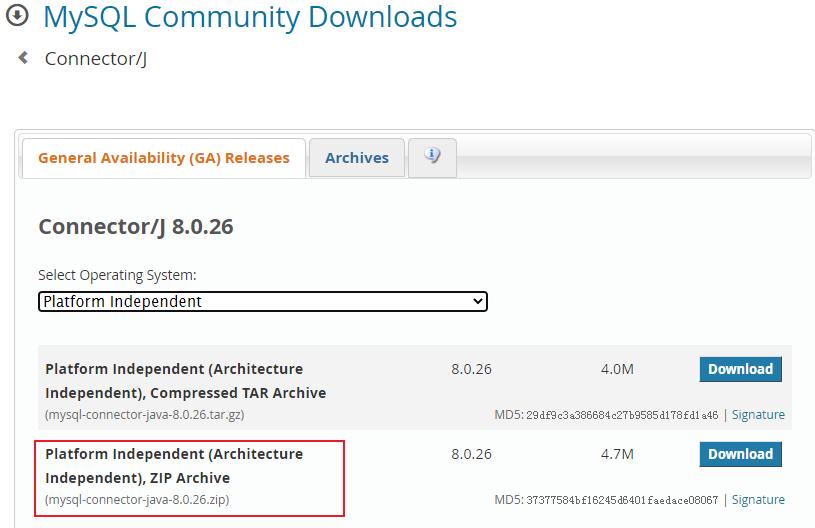 MySQL Community Downloads
Connector/J
General Availability (GA) Releases
Archives
Connector/J 8.0.26
Select Operating System:
Platform Independent
Platform Independent (Architecture 8.0.26 4.0M Download
Independent), Compressed TAR Archive
(mysql-connector-java-8.0.26.tar.gz) MD5: 29df9c3a386684c27b9585d178fd1a46 | Signature
Platform Independent (Architecture 8.0.26 4.7M Download
Independent), ZIP Archive
(mysql-connector-java-8.0.26.zip) MD5: 37377584bf16245d6401faedace08067 | Signature